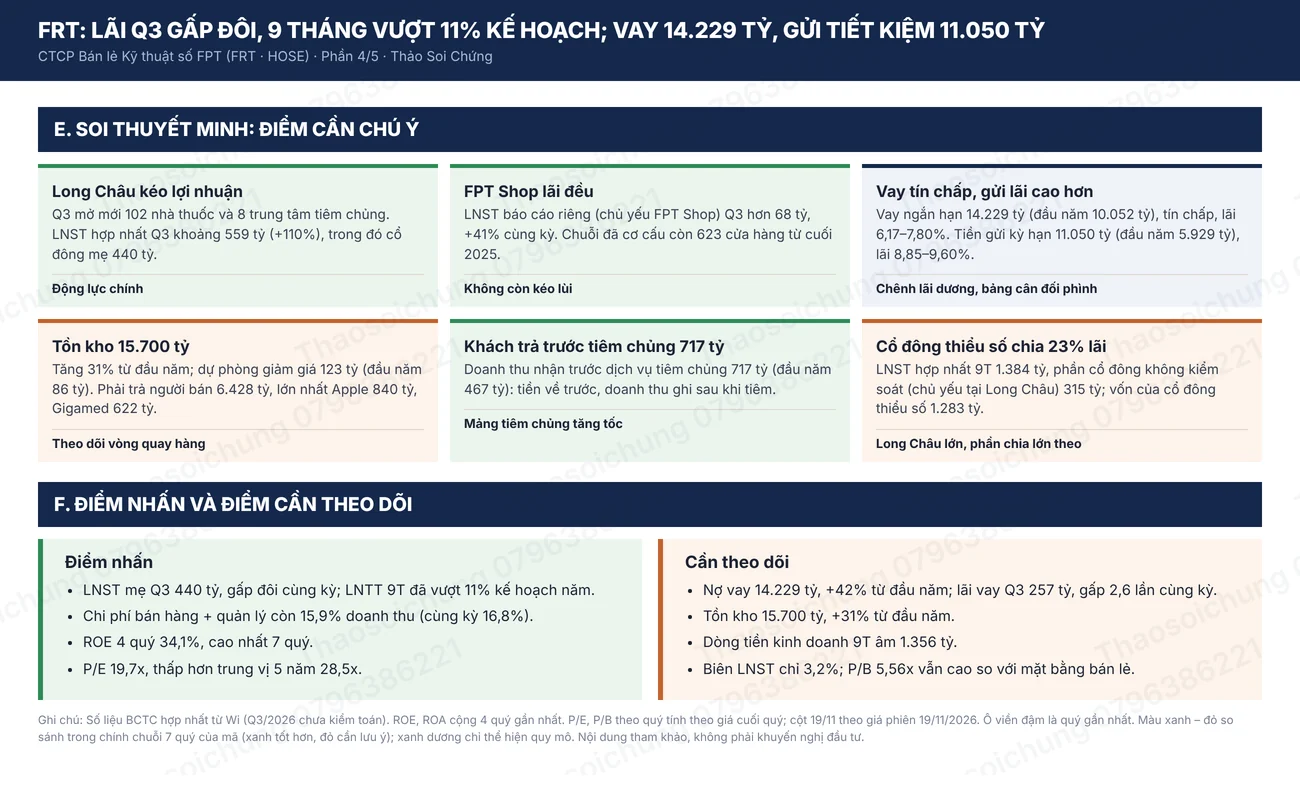 FRT: LÃI Q3 GẤP ĐÔI, 9 THÁNG VƯỢT 11% KẾ HOẠCH; VAY 14.229 TỶ, GỬI TIẾT KIỆM 11.050 TỶ
CTCP Bán lẻ Kỹ thuật số FPT (FRT · HOSE) · Phần 4/5 · Thảo Soi Chứng
E. SOI THUYẾT MINH: ĐIỂM CẦN CHÚ Ý
Long Châu kéo lợi nhuận
Q3 mở mới 102 nhà thuốc và 8 trung tâm tiêm chủng.
LNST hợp nhất Q3 khoảng 559 tỷ (+110%), trong đó cổ
đông mẹ 440 tỷ.
Động lực chính
FPT Shop lãi đều
LNST báo cáo riêng (chủ yếu FPT Shop) Q3 hơn 68 tỷ,
+41% cùng kỳ. Chuỗi đã cơ cấu còn 623 cửa hàng từ cuối
2025.
Không còn kéo lùi
Vay tín chấp, gửi lãi cao hơn
Vay ngắn hạn 14.229 tỷ (đầu năm 10.052 tỷ), tín chấp, lãi
6,17–7,80%. Tiền gửi kỳ hạn 11.050 tỷ (đầu năm 5.929 tỷ),
lãi 8,85–9,60%.
Chênh lãi dương, bảng cân đối phình
Tồn kho 15.700 tỷ
Tăng 31% từ đầu năm; dự phòng giảm giá 123 tỷ (đầu năm
86 tỷ). Phải trả người bán 6.428 tỷ, lớn nhất Apple 840 tỷ,
Gigamed 622 tỷ.
Theo dõi vòng quay hàng
Khách trả trước tiêm chủng 717 tỷ
Doanh thu nhận trước dịch vụ tiêm chủng 717 tỷ (đầu năm
467 tỷ): tiền về trước, doanh thu ghi sau khi tiêm.
Mảng tiêm chủng tăng tốc
Cổ đông thiểu số chia 23% lãi
LNST hợp nhất 9T 1.384 tỷ, phần cổ đông không kiểm
soát (chủ yếu tại Long Châu) 315 tỷ; vốn của cổ đông
thiểu số 1.283 tỷ.
Long Châu lớn, phần chia lớn theo
F. ĐIỂM NHẤN VÀ ĐIỂM CẦN THEO DÕI
Điểm nhấn
• LNST mẹ Q3 440 tỷ, gấp đôi cùng kỳ; LNTT 9T đã vượt 11% kế hoạch năm.
• Chi phí bán hàng + quản lý còn 15,9% doanh thu (cùng kỳ 16,8%).
• ROE 4 quý 34,1%, cao nhất 7 quý.
• P/E 19,7x, thấp hơn trung vị 5 năm 28,5x.
Cần theo dõi
• Nợ vay 14.229 tỷ, +42% từ đầu năm; lãi vay Q3 257 tỷ, gấp 2,6 lần cùng kỳ.
• Tồn kho 15.700 tỷ, +31% từ đầu năm.
• Dòng tiền kinh doanh 9T âm 1.356 tỷ.
• Biên LNST chỉ 3,2%; P/B 5,56x vẫn cao so với mặt bằng bán lẻ.
Ghi chú: Số liệu BCTC hợp nhất từ Wi (Q3/2026 chưa kiểm toán). ROE, ROA cộng 4 quý gần nhất. P/E, P/B theo quý tính theo giá cuối quý; cột 19/11 theo giá phiên 19/11/2026. Ô viền đậm là quý gần nhất. Màu xanh – đỏ so
sánh trong chính chuỗi 7 quý của mã (xanh tốt hơn, đỏ cần lưu ý); xanh dương chỉ thể hiện quy mô. Nội dung tham khảo, không phải khuyến nghị đầu tư.
Thaosoichung 0796386221